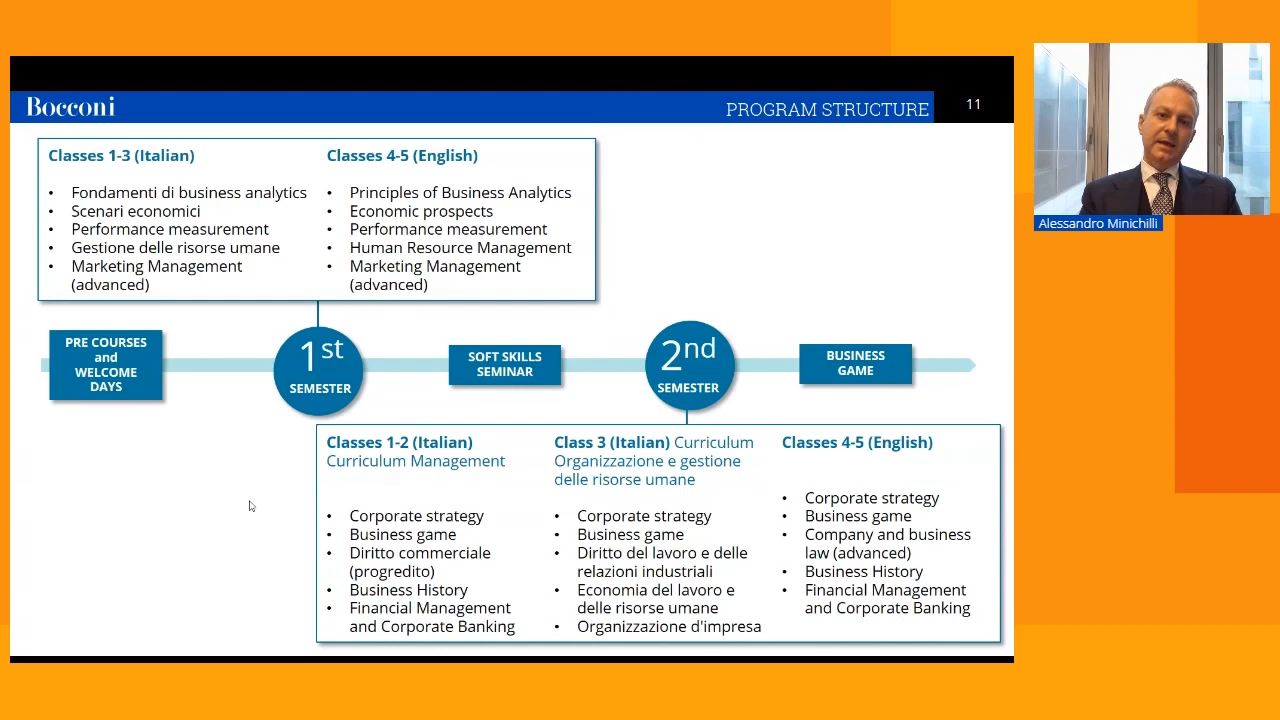 Bocconi
PROGRAM STRUCTURE
11
Alessandro Minichilli
Classes 1-3 (Italian)
• Fondamenti di business analytics
• Scenari economici
• Performance measurement
• Gestione delle risorse umane
• Marketing Management
(advanced)
Classes 4-5 (English)
• Principles of Business Analytics
• Economic prospects
• Performance measurement
• Human Resource Management
• Marketing Management
(advanced)
PRE COURSES
and
WELCOME
DAYS
1st
SEMESTER
SOFT SKILLS
SEMINAR
2nd
SEMESTER
BUSINESS
GAME
Classes 1-2 (Italian)
Curriculum Management
• Corporate strategy
• Business game
• Diritto commerciale
(progredito)
• Business History
• Financial Management
and Corporate Banking
Class 3 (Italian) Curriculum
Organizzazione e gestione
delle risorse umane
• Corporate strategy
• Business game
• Diritto del lavoro e delle
relazioni industriali
• Economia del lavoro e
delle risorse umane
• Organizzazione d'impresa
Classes 4-5 (English)
• Corporate strategy
• Business game
• Company and business
law (advanced)
• Business History
• Financial Management
and Corporate Banking